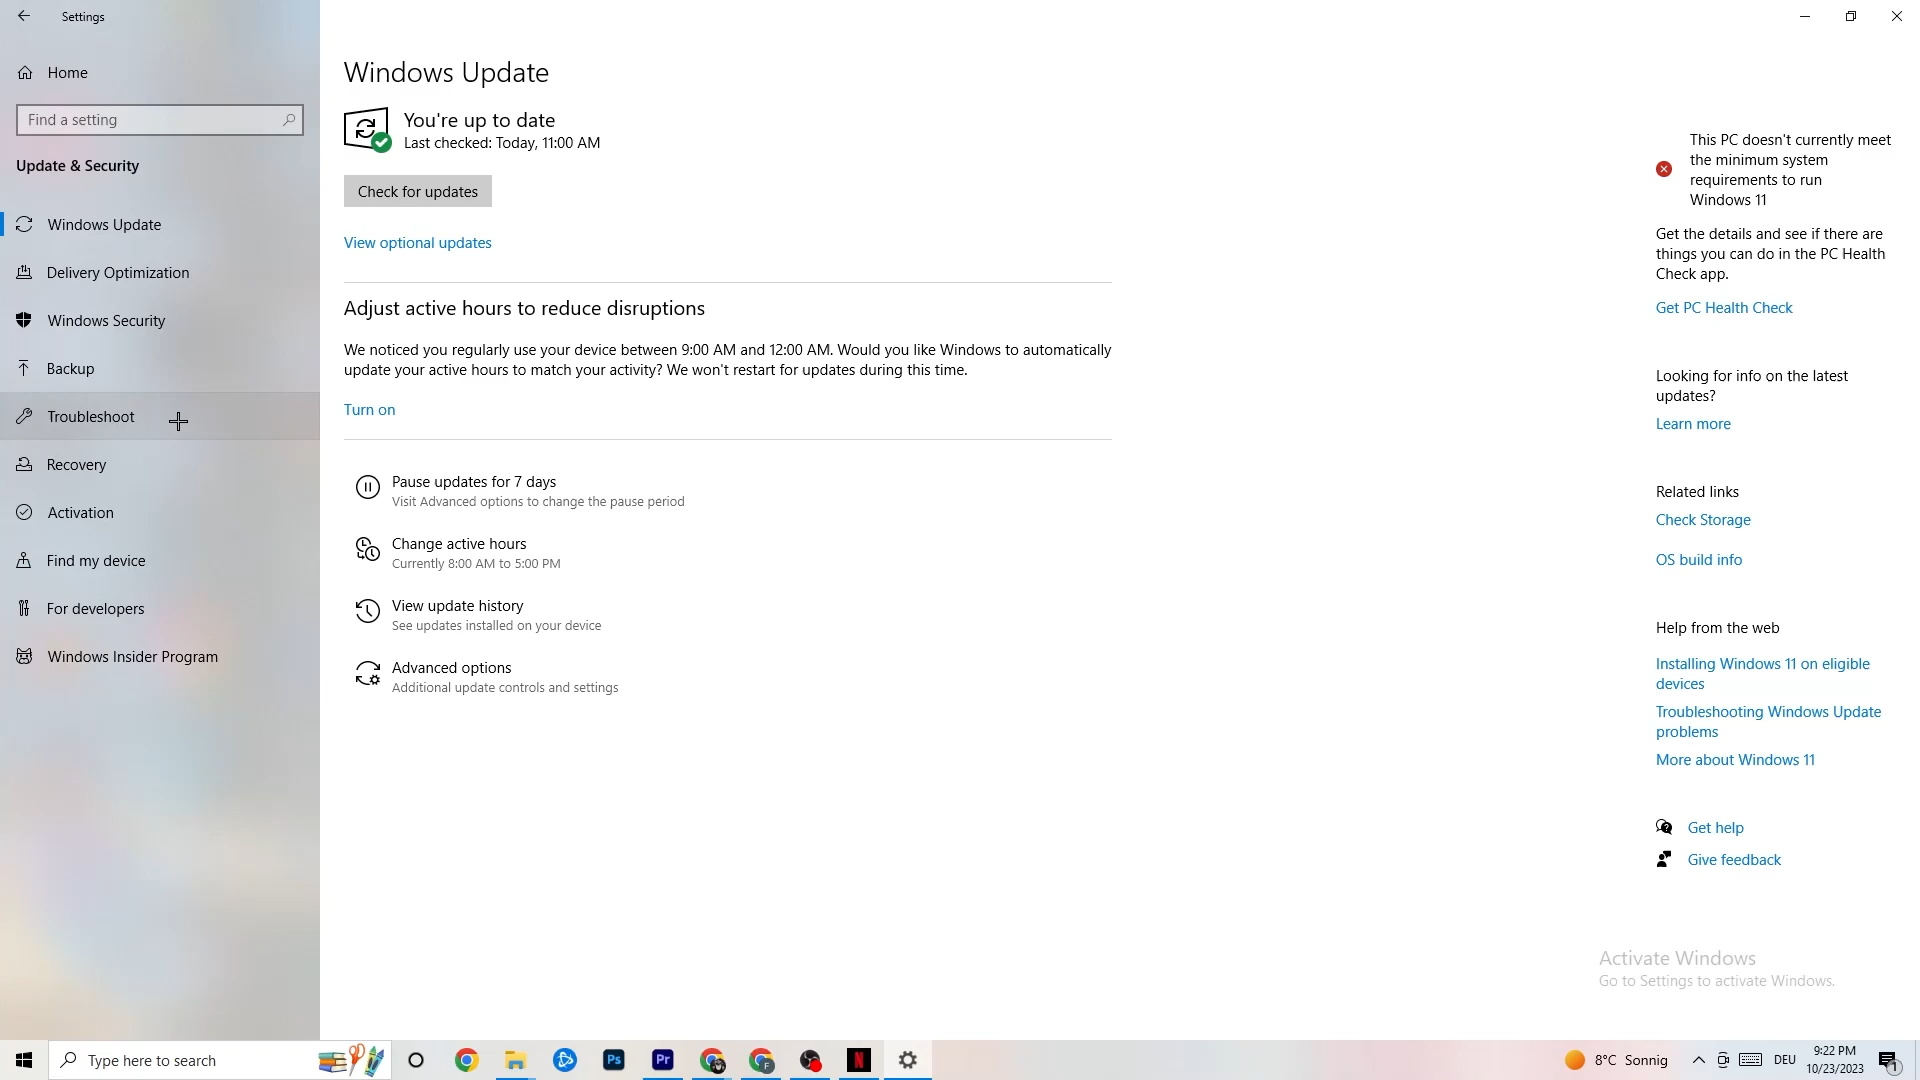 Settings
Home
Find a setting
Update & Security
Windows Update
Delivery Optimization
Windows Security
Backup
Troubleshoot
Recovery
Activation
Find my device
For developers
Windows Insider Program
Windows Update
You're up to date
Last checked: Today, 11:00 AM
Check for updates
View optional updates
Adjust active hours to reduce disruptions
We noticed you regularly use your device between 9:00 AM and 12:00 AM. Would you like Windows to automatically
update your active hours to match your activity? We won't restart for updates during this time.
Turn on
Pause updates for 7 days
Visit Advanced options to change the pause period
Change active hours
Currently 8:00 AM to 5:00 PM
View update history
See updates installed on your device
Advanced options
Additional update controls and settings
This PC doesn't currently meet
the minimum system
requirements to run
Windows 11
Get the details and see if there are
things you can do in the PC Health
Check app.
Get PC Health Check
Looking for info on the latest
updates?
Learn more
Related links
Check Storage
OS build info
Help from the web
Installing Windows 11 on eligible
devices
Troubleshooting Windows Update
problems
More about Windows 11
Get help
Give feedback
Activate Windows
Go to Settings to activate Windows.
Type here to search
Ps
Pr
F
N
8°C Sonnig
DEU
9:22 PM
10/23/2023
1